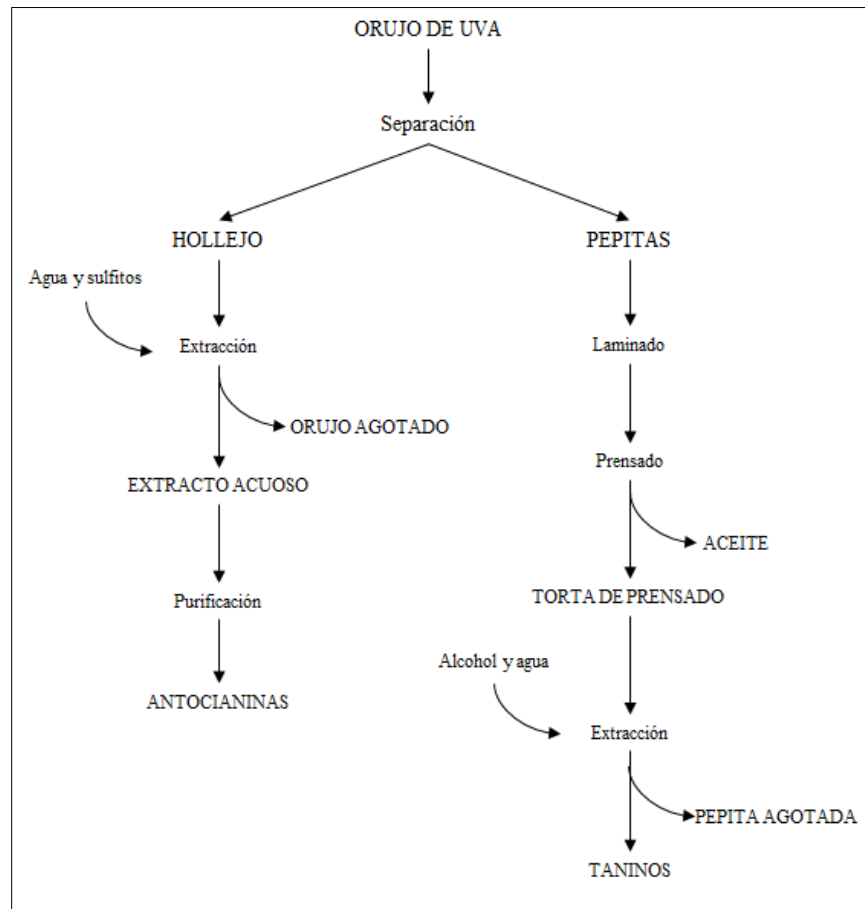 ORUJO DE UVA
Separación
HOLLEJO
PEPITAS
Agua y sulfitos
Extracción
Laminado
ORUJO AGOTADO
Prensado
EXTRACTO ACUOSO
ACEITE
Purificación
TORTA DE PRENSADO
Alcohol y agua
ANTOCIANINAS
Extracción
PEPITA AGOTADA
TANINOS